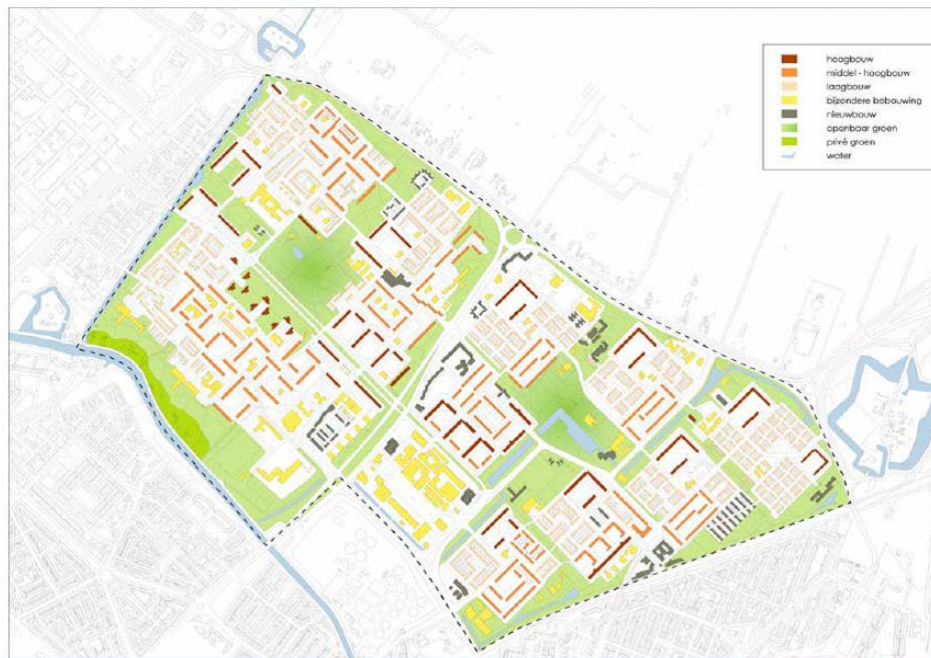 hoogbouw
middel - hoogbouw
laagbouw
bijzondere bebouwing
nieuwbouw
openbaar groen
privé groen
water